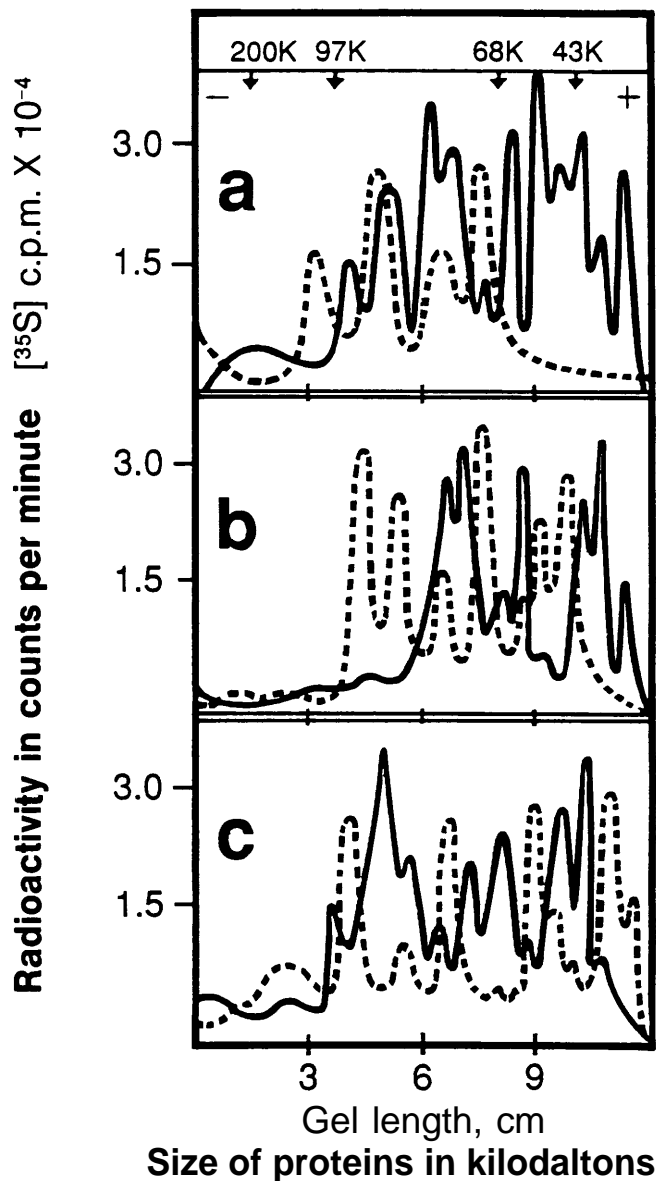 Radioactivity in counts per minute [³⁵S] c.p.m. X 10⁻⁴
200K 97K 68K 43K
− +
3.0
a
1.5
3.0
b
1.5
3.0
c
1.5
3 6 9
Gel length, cm
Size of proteins in kilodaltons